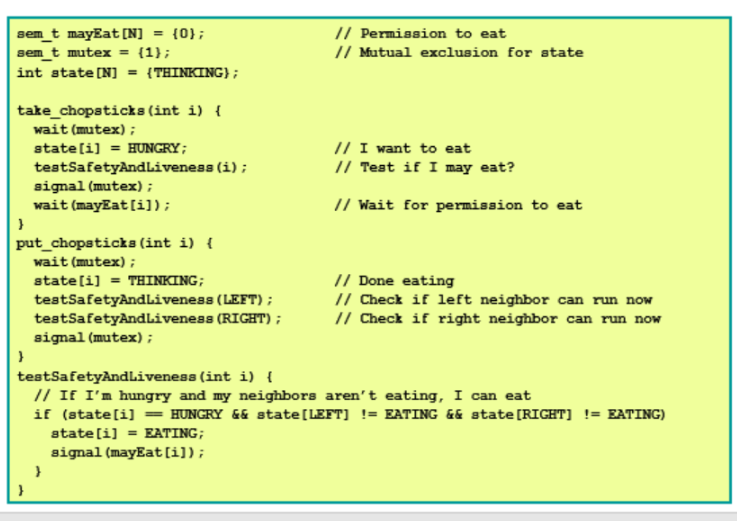 sem_t mayEat[N] = {0}; // Permission to eat
sem_t mutex = {1}; // Mutual exclusion for state
int state[N] = {THINKING};
take_chopsticks(int i) {
wait(mutex);
state[i] = HUNGRY; // I want to eat
testSafetyAndLiveness(i); // Test if I may eat?
signal(mutex);
wait(mayEat[i]); // Wait for permission to eat
}
put_chopsticks(int i) {
wait(mutex);
state[i] = THINKING; // Done eating
testSafetyAndLiveness(LEFT); // Check if left neighbor can run now
testSafetyAndLiveness(RIGHT); // Check if right neighbor can run now
signal(mutex);
}
testSafetyAndLiveness(int i) {
// If I’m hungry and my neighbors aren’t eating, I can eat
if (state[i] == HUNGRY && state[LEFT] != EATING && state[RIGHT] != EATING)
state[i] = EATING;
signal(mayEat[i]);
}
}